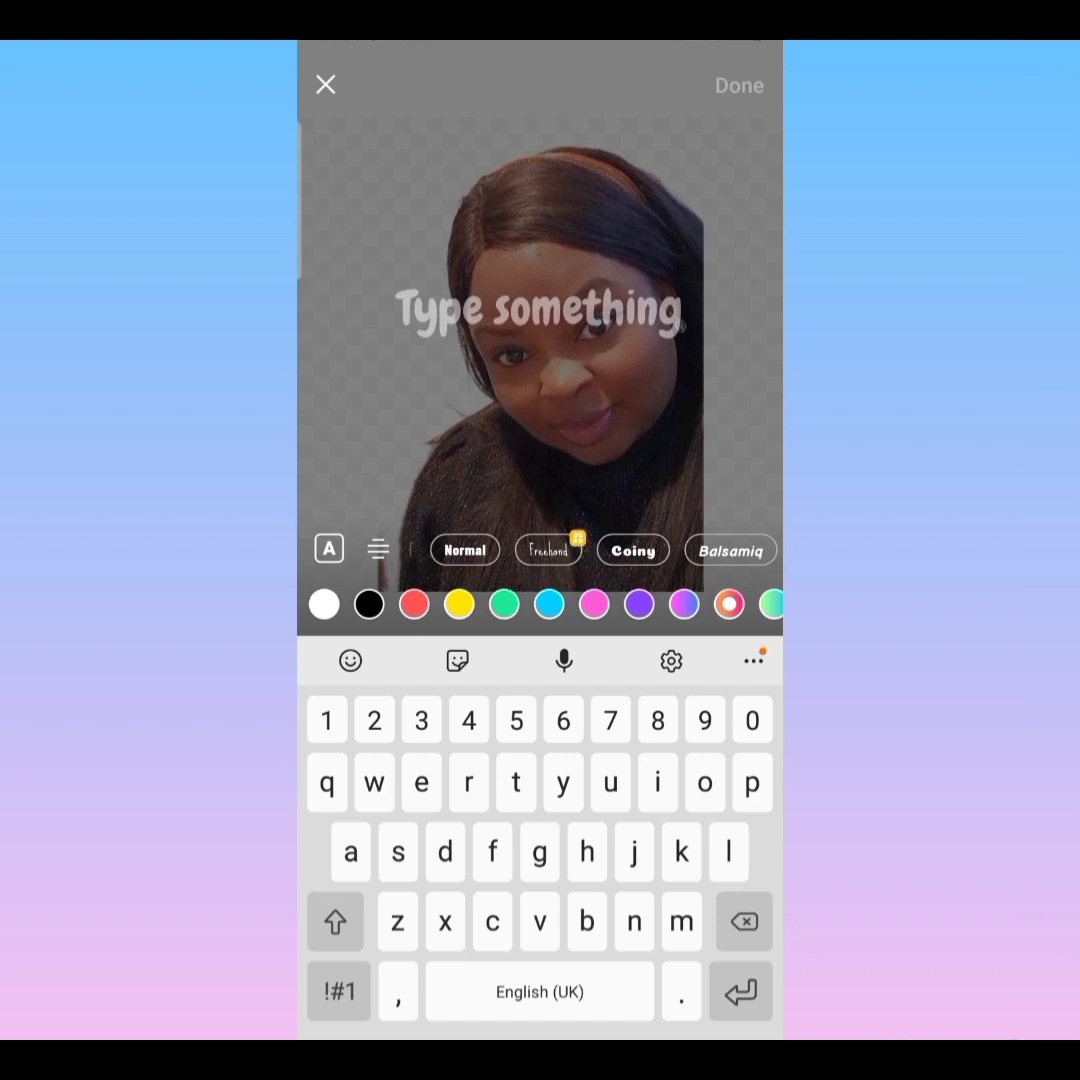 Done
Type something
A Normal Freehand Coiny Balsamiq
1 2 3 4 5 6 7 8 9 0
q w e r t y u i o p
a s d f g h j k l
z x c v b n m
!#1 , English (UK) .